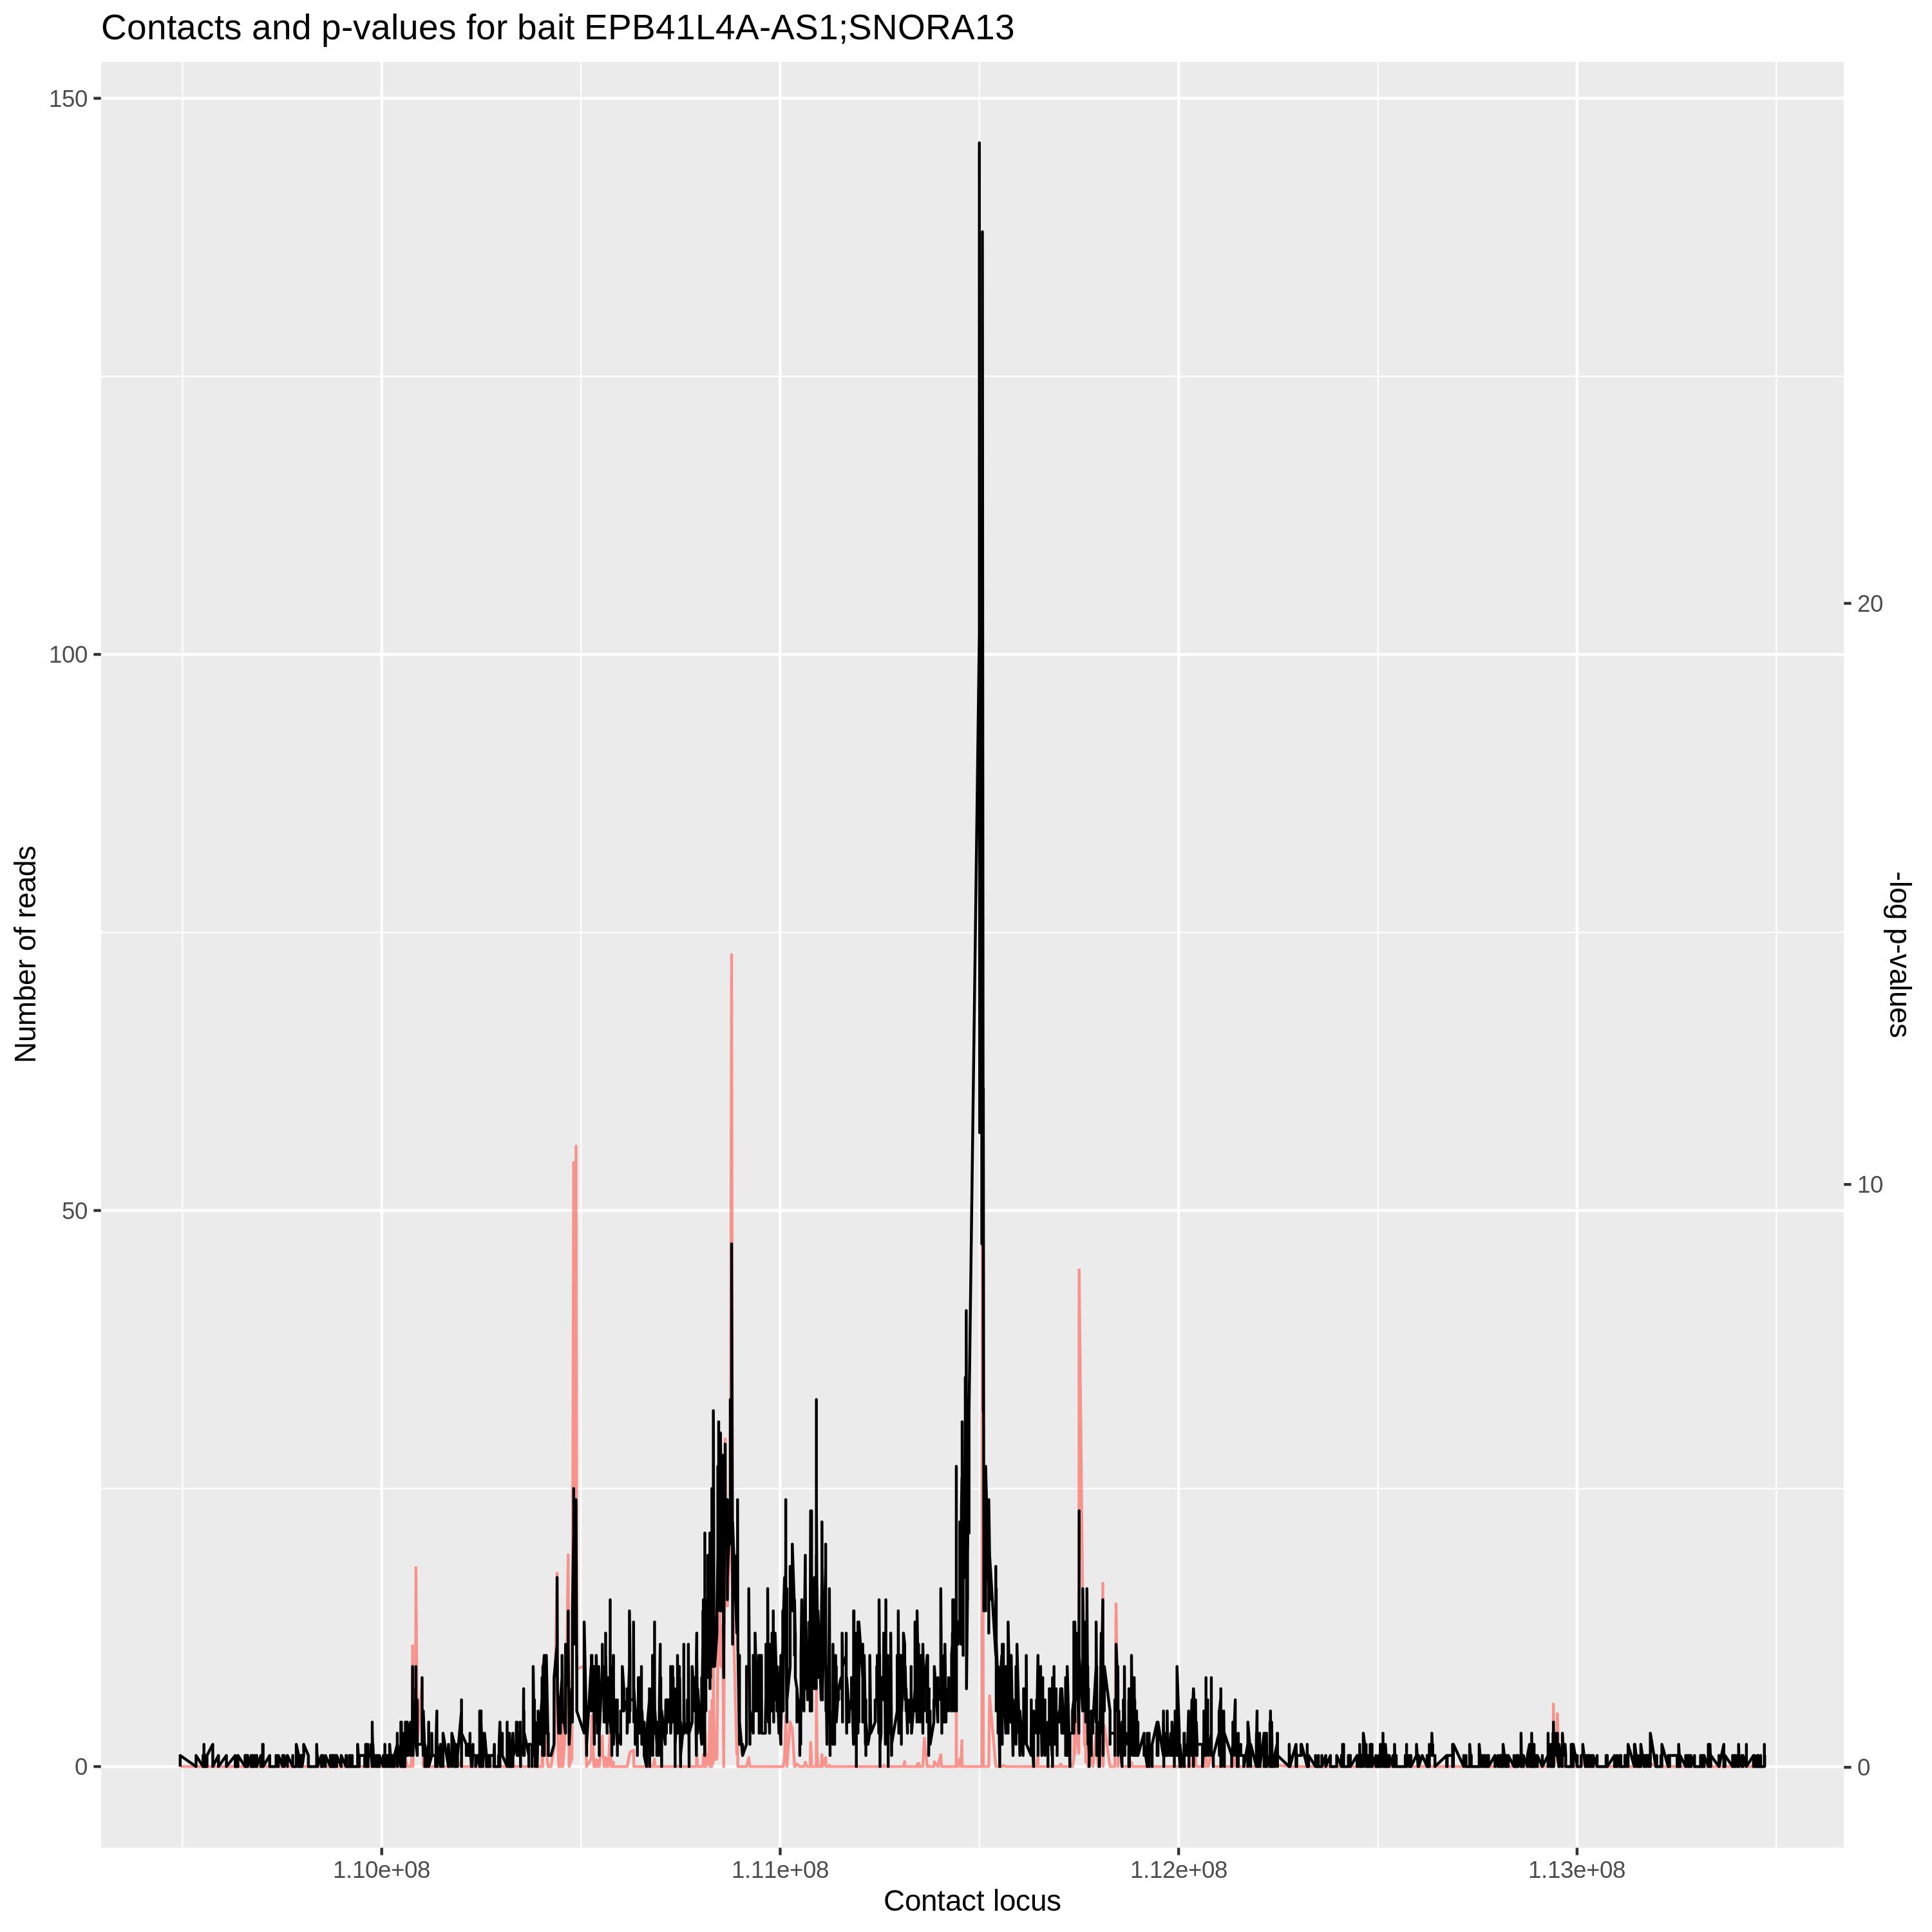 Contacts and p-values for bait EPB41L4A-AS1;SNORA13
150
100
50
0
Number of reads
20
10
0
-log p-values
1.10e+08
1.11e+08
1.12e+08
1.13e+08
Contact locus